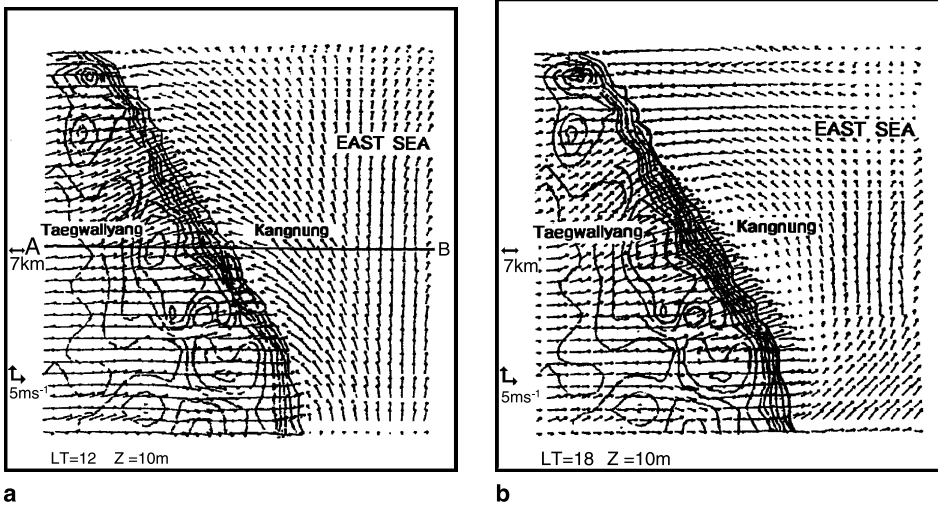 EAST SEA
Taegwallyang
Kangnung
A
B
7km
5ms-1
LT=12 Z =10m
a
EAST SEA
Taegwallyang
Kangnung
7km
5ms-1
LT=18 Z =10m
b